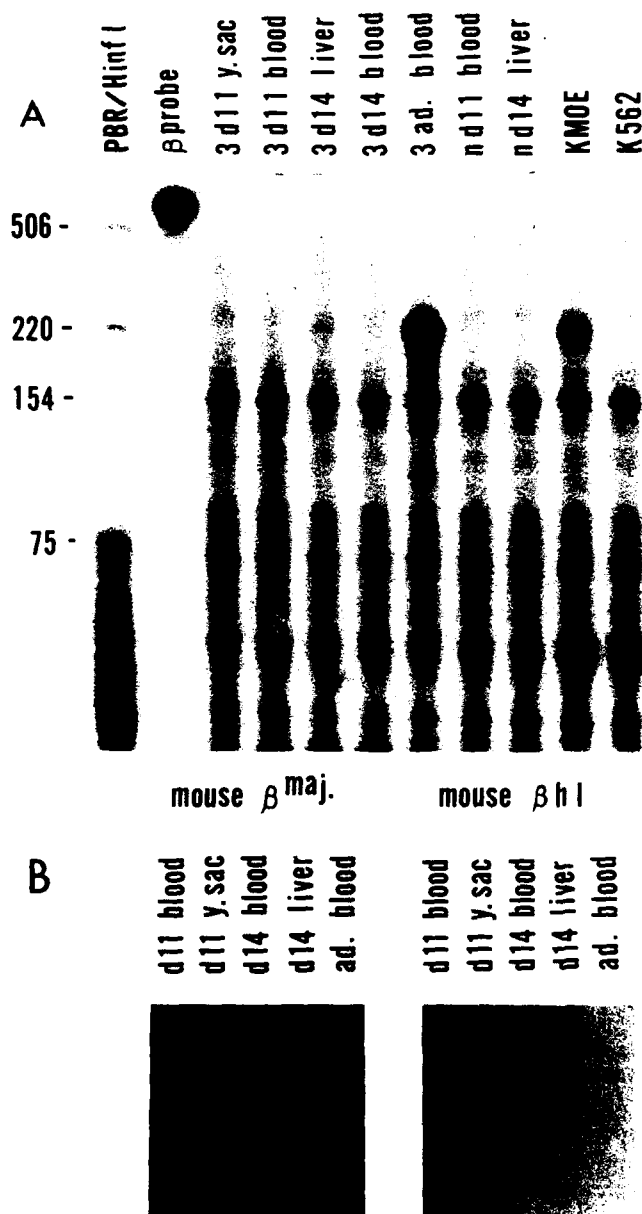 A
PBR/Hinf I
β probe
3 d11 y.sac
3 d11 blood
3 d14 liver
3 d14 blood
3 ad. blood
n d11 blood
n d14 liver
KMOE
K562
506 -
220 -
154 -
75 -
mouse β maj.
mouse β h I
B
d11 blood
d11 y.sac
d14 blood
d14 liver
ad. blood
d11 blood
d11 y.sac
d14 blood
d14 liver
ad. blood